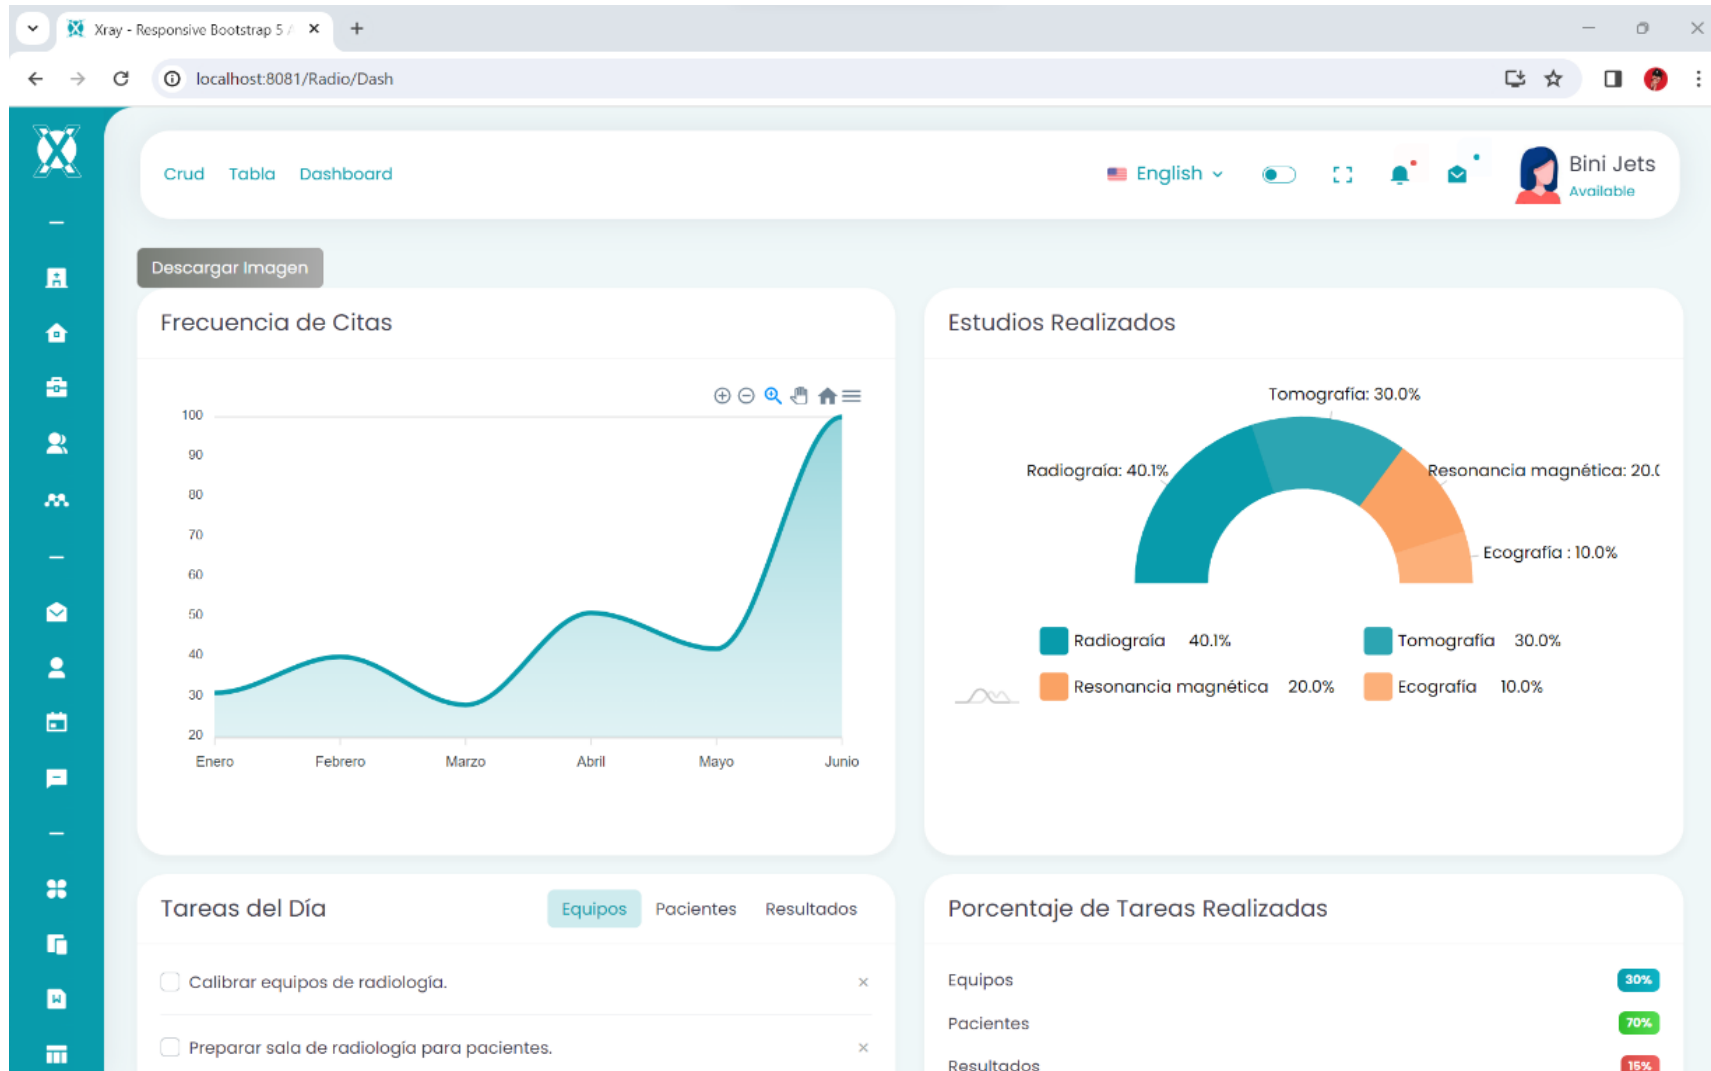 Xray - Responsive Bootstrap 5
localhost:8081/Radio/Dash
Crud Tabla Dashboard English Bini Jets
Available
Descargar Imagen
Frecuencia de Citas
100
90
80
70
60
50
40
30
20
Enero Febrero Marzo Abril Mayo Junio
Estudios Realizados
Tomografía: 30.0%
Radiograía: 40.1%
Resonancia magnética: 20.0
Ecografía : 10.0%
Radiograía 40.1% Tomografía 30.0%
Resonancia magnética 20.0% Ecografía 10.0%
Tareas del Día Equipos Pacientes Resultados
Calibrar equipos de radiología.
Preparar sala de radiología para pacientes.
Porcentaje de Tareas Realizadas
Equipos 30%
Pacientes 70%
Resultados 15%